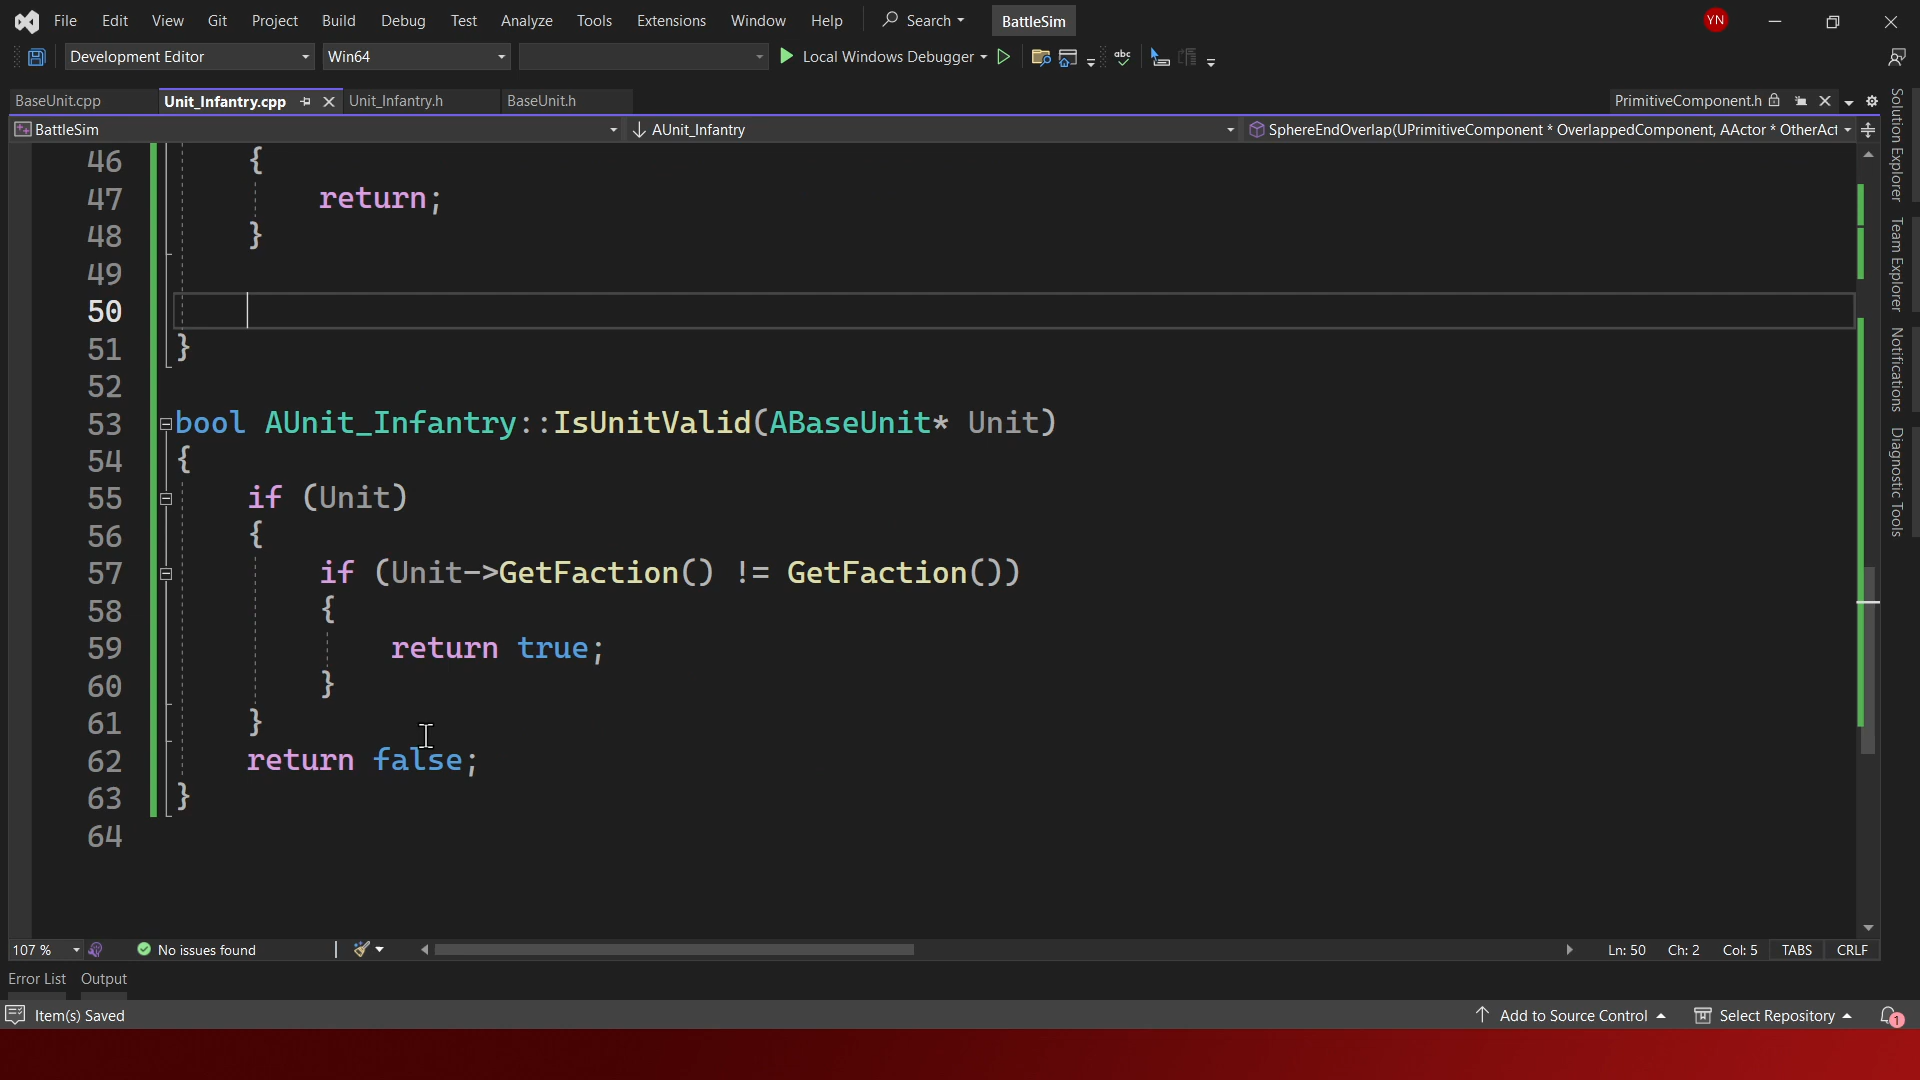 File Edit View Git Project Build Debug Test Analyze Tools Extensions Window Help Search BattleSim YN
Development Editor Win64 Local Windows Debugger
BaseUnit.cpp Unit_Infantry.cpp Unit_Infantry.h BaseUnit.h PrimitiveComponent.h
BattleSim AUnit_Infantry SphereEndOverlap(UPrimitiveComponent * OverlappedComponent, AActor * OtherAct
46 {
47 return;
48 }
49
50
51 }
52
53 bool AUnit_Infantry::IsUnitValid(ABaseUnit* Unit)
54 {
55 if (Unit)
56 {
57 if (Unit->GetFaction() != GetFaction())
58 {
59 return true;
60 }
61 }
62 return false;
63 }
64
Solution Explorer
Team Explorer
Notifications
Diagnostic Tools
107 % No issues found Ln: 50 Ch: 2 Col: 5 TABS CRLF
Error List Output
Item(s) Saved Add to Source Control Select Repository 1